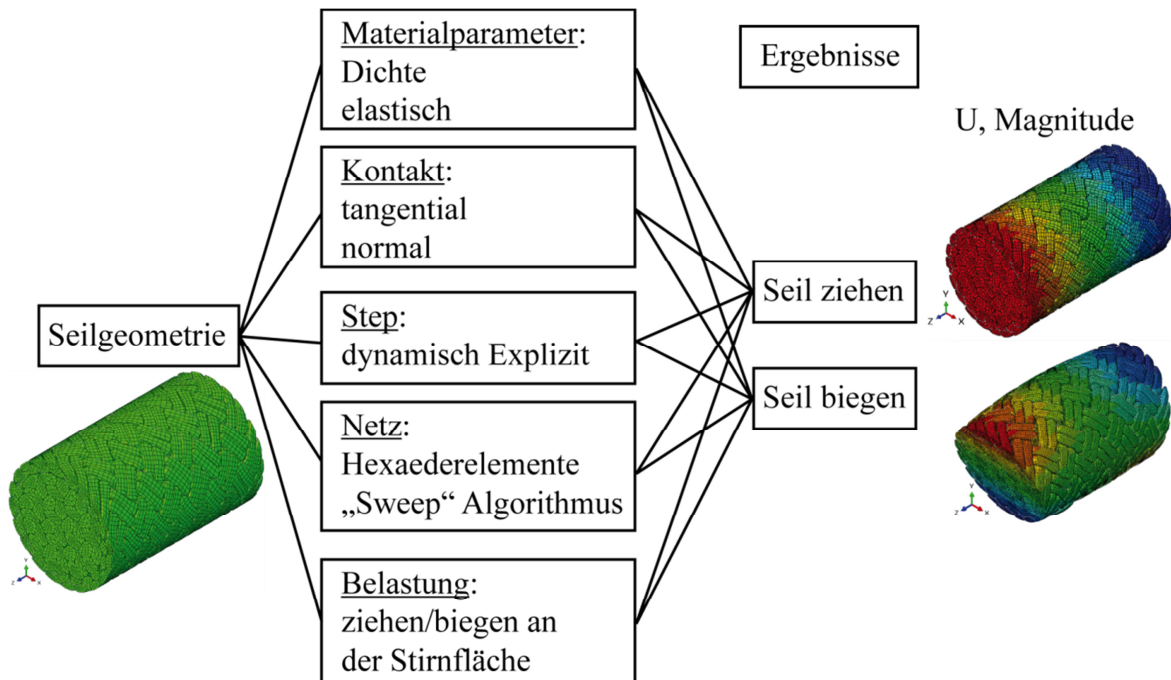 Seilgeometrie
Materialparameter:
Dichte
elastisch
Kontakt:
tangential
normal
Step:
dynamisch Explizit
Netz:
Hexaederelemente
„Sweep“ Algorithmus
Belastung:
ziehen/biegen an
der Stirnfläche
Ergebnisse
U, Magnitude
Seil ziehen
Seil biegen
Y
Z
X
Y
Z
X
Y
Z
X